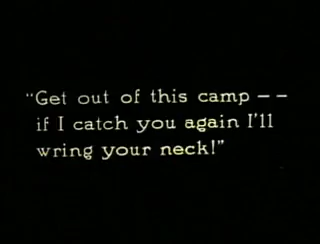 "Get out of this camp — —
if I catch you again I'll
wring your neck!"